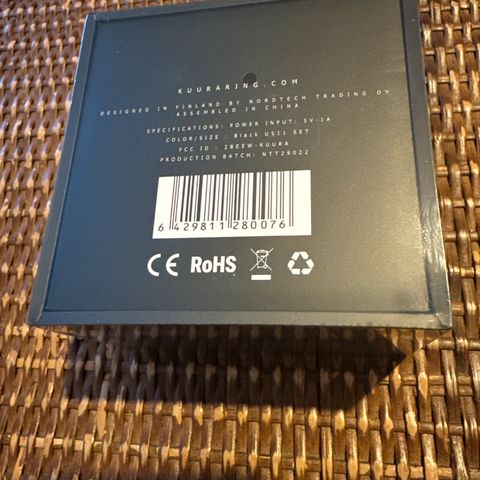 KUURARING.COM
DESIGNED IN FINLAND BY NORDTECH TRADING OY
ASSEMBLED IN CHINA
SPECIFICATIONS: POWER INPUT: 5V-1A
COLOR/SIZE : Black US11 SET
FCC ID : 2BEEW-KUURA
PRODUCTION BATCH: NTT29022
6 429811 280076
CE RoHS